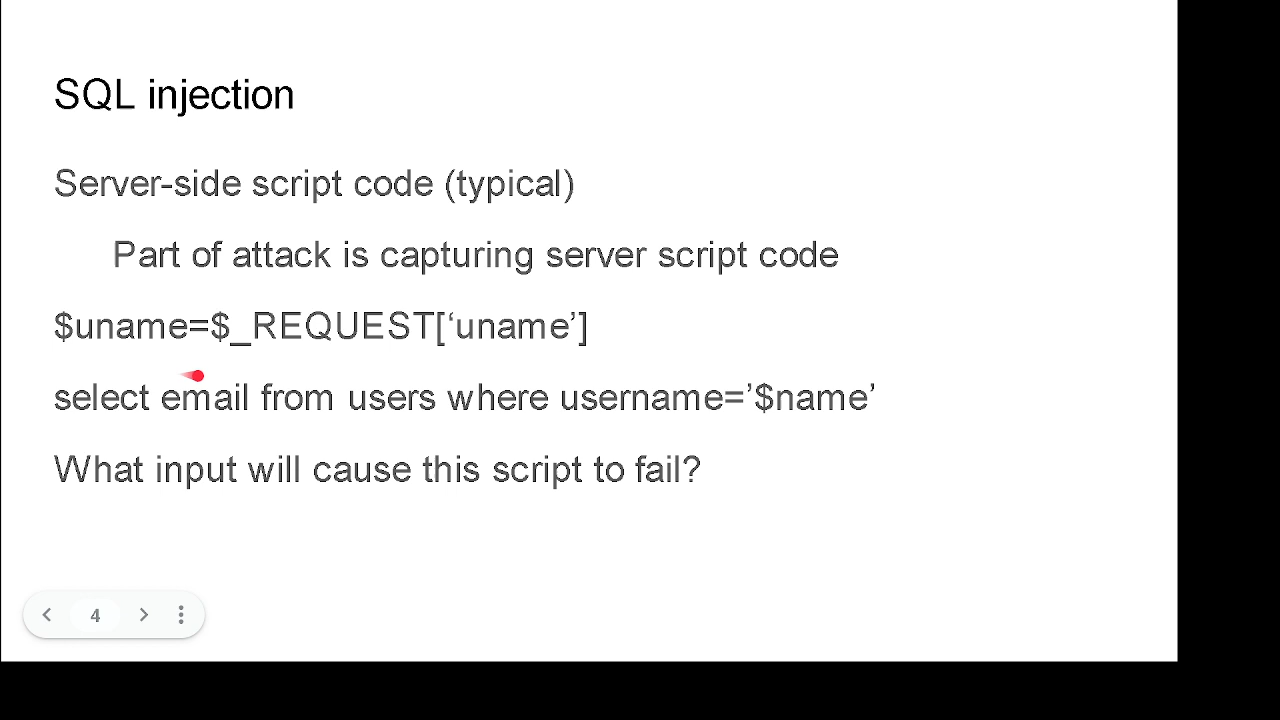 SQL injection
Server-side script code (typical)
Part of attack is capturing server script code
$uname=$_REQUEST[‘uname’]
select email from users where username=’$name’
What input will cause this script to fail?
4